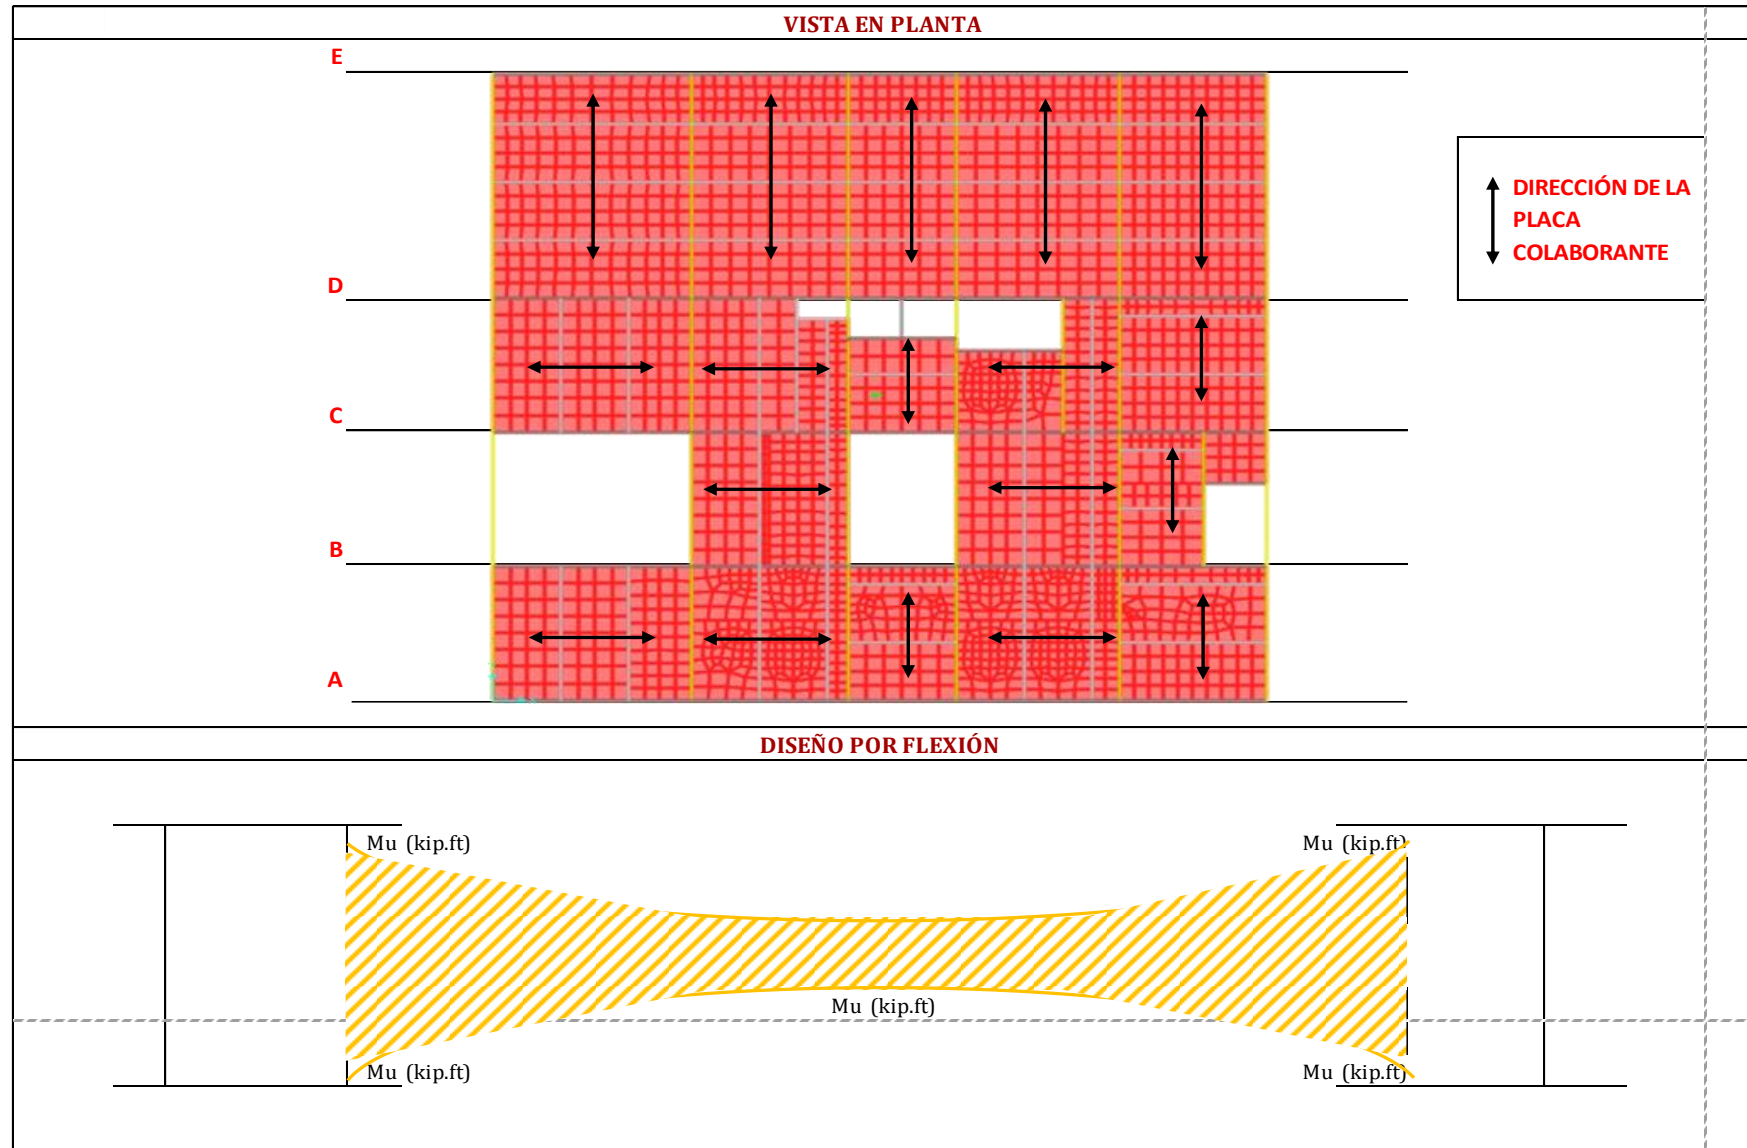 VISTA EN PLANTA
E
D
C
B
A
DIRECCIÓN DE LA
PLACA
COLABORANTE
DISEÑO POR FLEXIÓN
Mu (kip.ft)
Mu (kip.ft)
Mu (kip.ft)
Mu (kip.ft)
Mu (kip.ft)